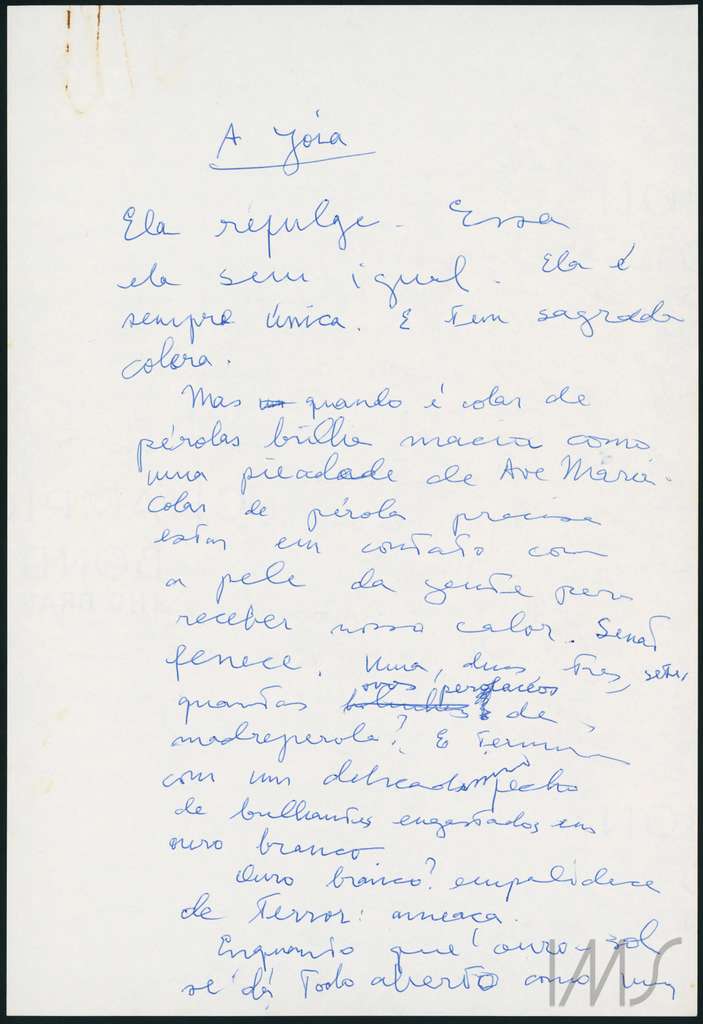 A Jóia
Ela refulge. Essa
ela sem igual. Ela é
sempre única. E tem sagrada
colera.
Mas quando é colar de
pérolas brilha macia como
uma piedade de Ave Maria.
Colar de pérola precisa
estar em contato com
a pele da gente para
receber nosso calor. Senão
fenece. Uma, duas, três, sete,
ovos
quantas de
madreperola? E termina
com um delicado fecho
de brilhantes engastados em
ouro branco
Ouro branco? empalidece
de terror: ameaça.
Enquanto que ouro-sol
se dá todo aberto como um
IMS